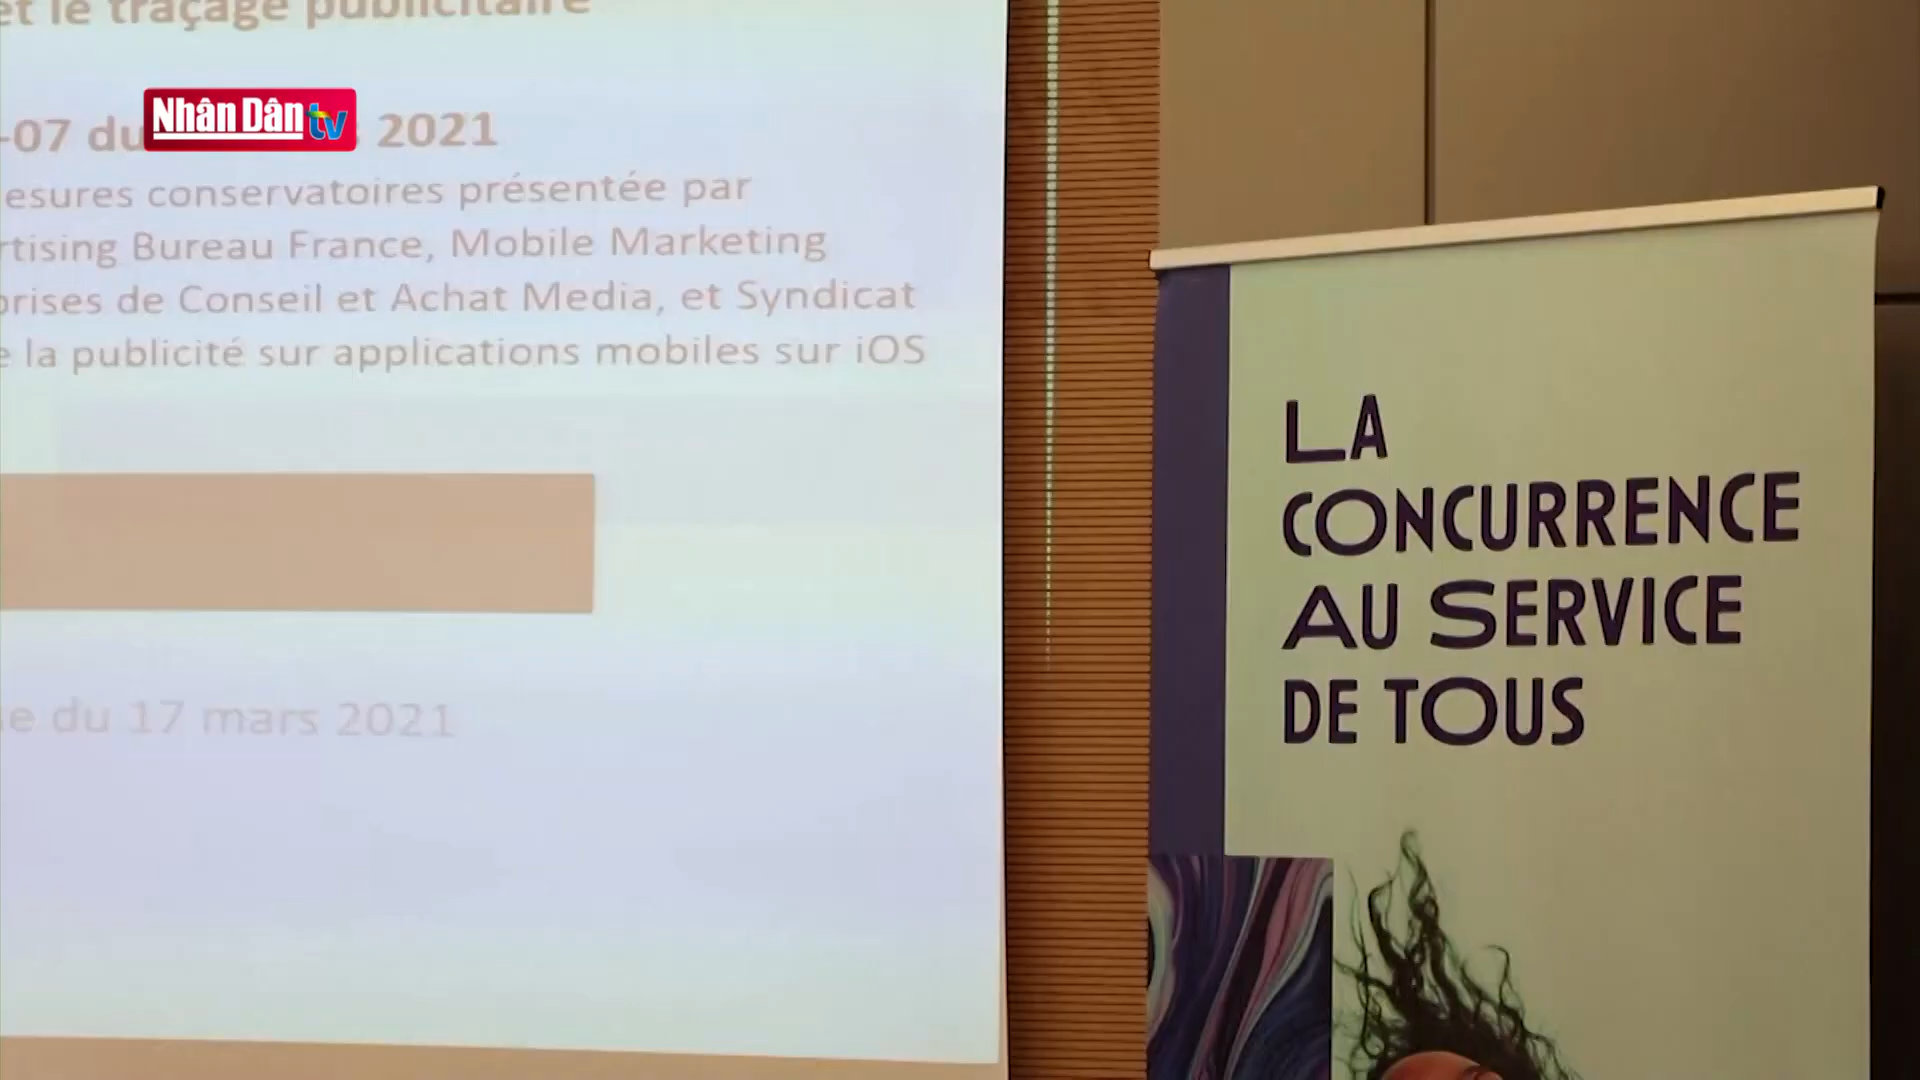 et le traçage publicitaire
-07 du 2021
Nhân Dân tv
esures conservatoires présentée par
rtising Bureau France, Mobile Marketing
prises de Conseil et Achat Media, et Syndicat
e la publicité sur applications mobiles sur iOS
se du 17 mars 2021
LA
CONCURRENCE
AU SERVICE
DE TOUS